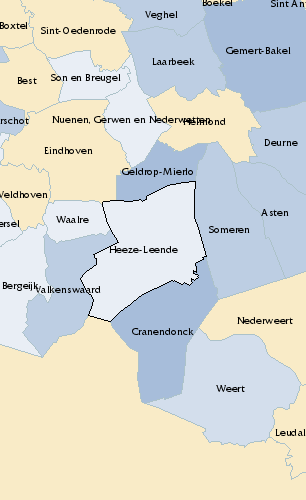 Boekel
Sint An
Veghel
Boxtel
Sint-Oedenrode
Gemert-Bakel
Laarbeek
Best
Son en Breugel
rschot
Nuenen, Gerwen en Nederwetten
Helmond
Deurne
Eindhoven
Geldrop-Mierlo
Veldhoven
Asten
Waalre
ersel
Someren
Heeze-Leende
Bergeijk
Valkenswaard
Nederweert
Cranendonck
Weert
Leudal